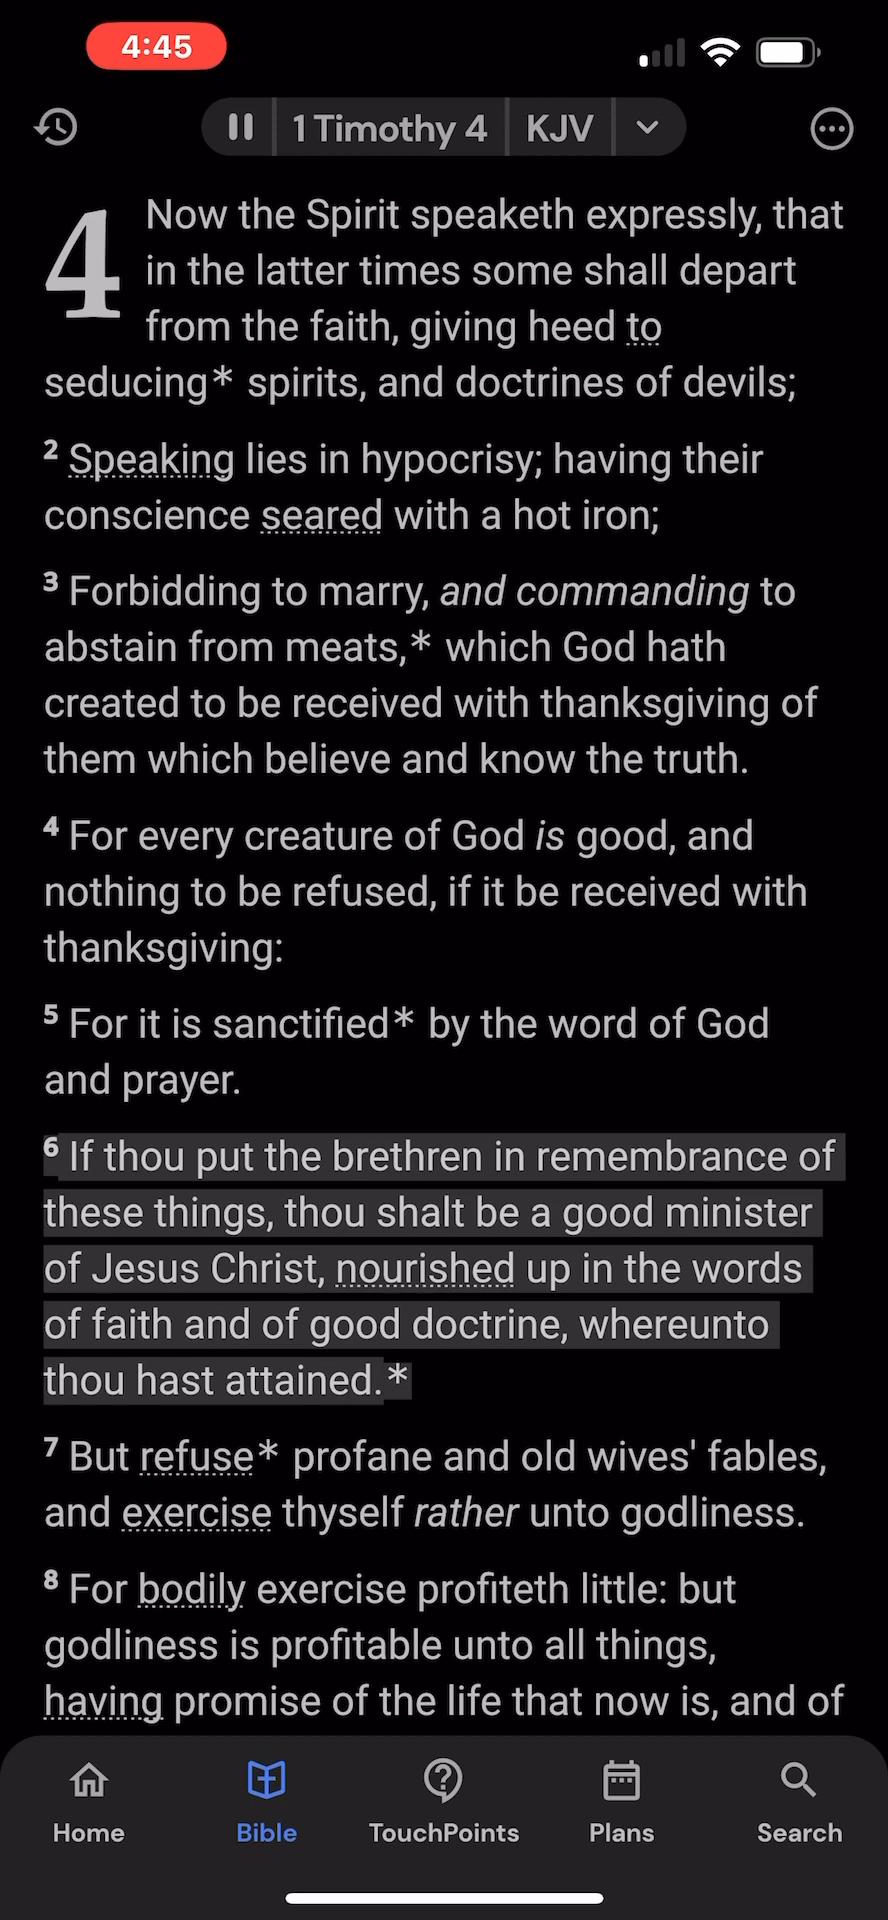 4:45
1 Timothy 4 KJV
4 Now the Spirit speaketh expressly, that
in the latter times some shall depart
from the faith, giving heed to
seducing* spirits, and doctrines of devils;
2 Speaking lies in hypocrisy; having their
conscience seared with a hot iron;
3 Forbidding to marry, and commanding to
abstain from meats,* which God hath
created to be received with thanksgiving of
them which believe and know the truth.
4 For every creature of God is good, and
nothing to be refused, if it be received with
thanksgiving:
5 For it is sanctified* by the word of God
and prayer.
6 If thou put the brethren in remembrance of
these things, thou shalt be a good minister
of Jesus Christ, nourished up in the words
of faith and of good doctrine, whereunto
thou hast attained.*
7 But refuse* profane and old wives' fables,
and exercise thyself rather unto godliness.
8 For bodily exercise profiteth little: but
godliness is profitable unto all things,
having promise of the life that now is, and of
Home Bible TouchPoints Plans Search